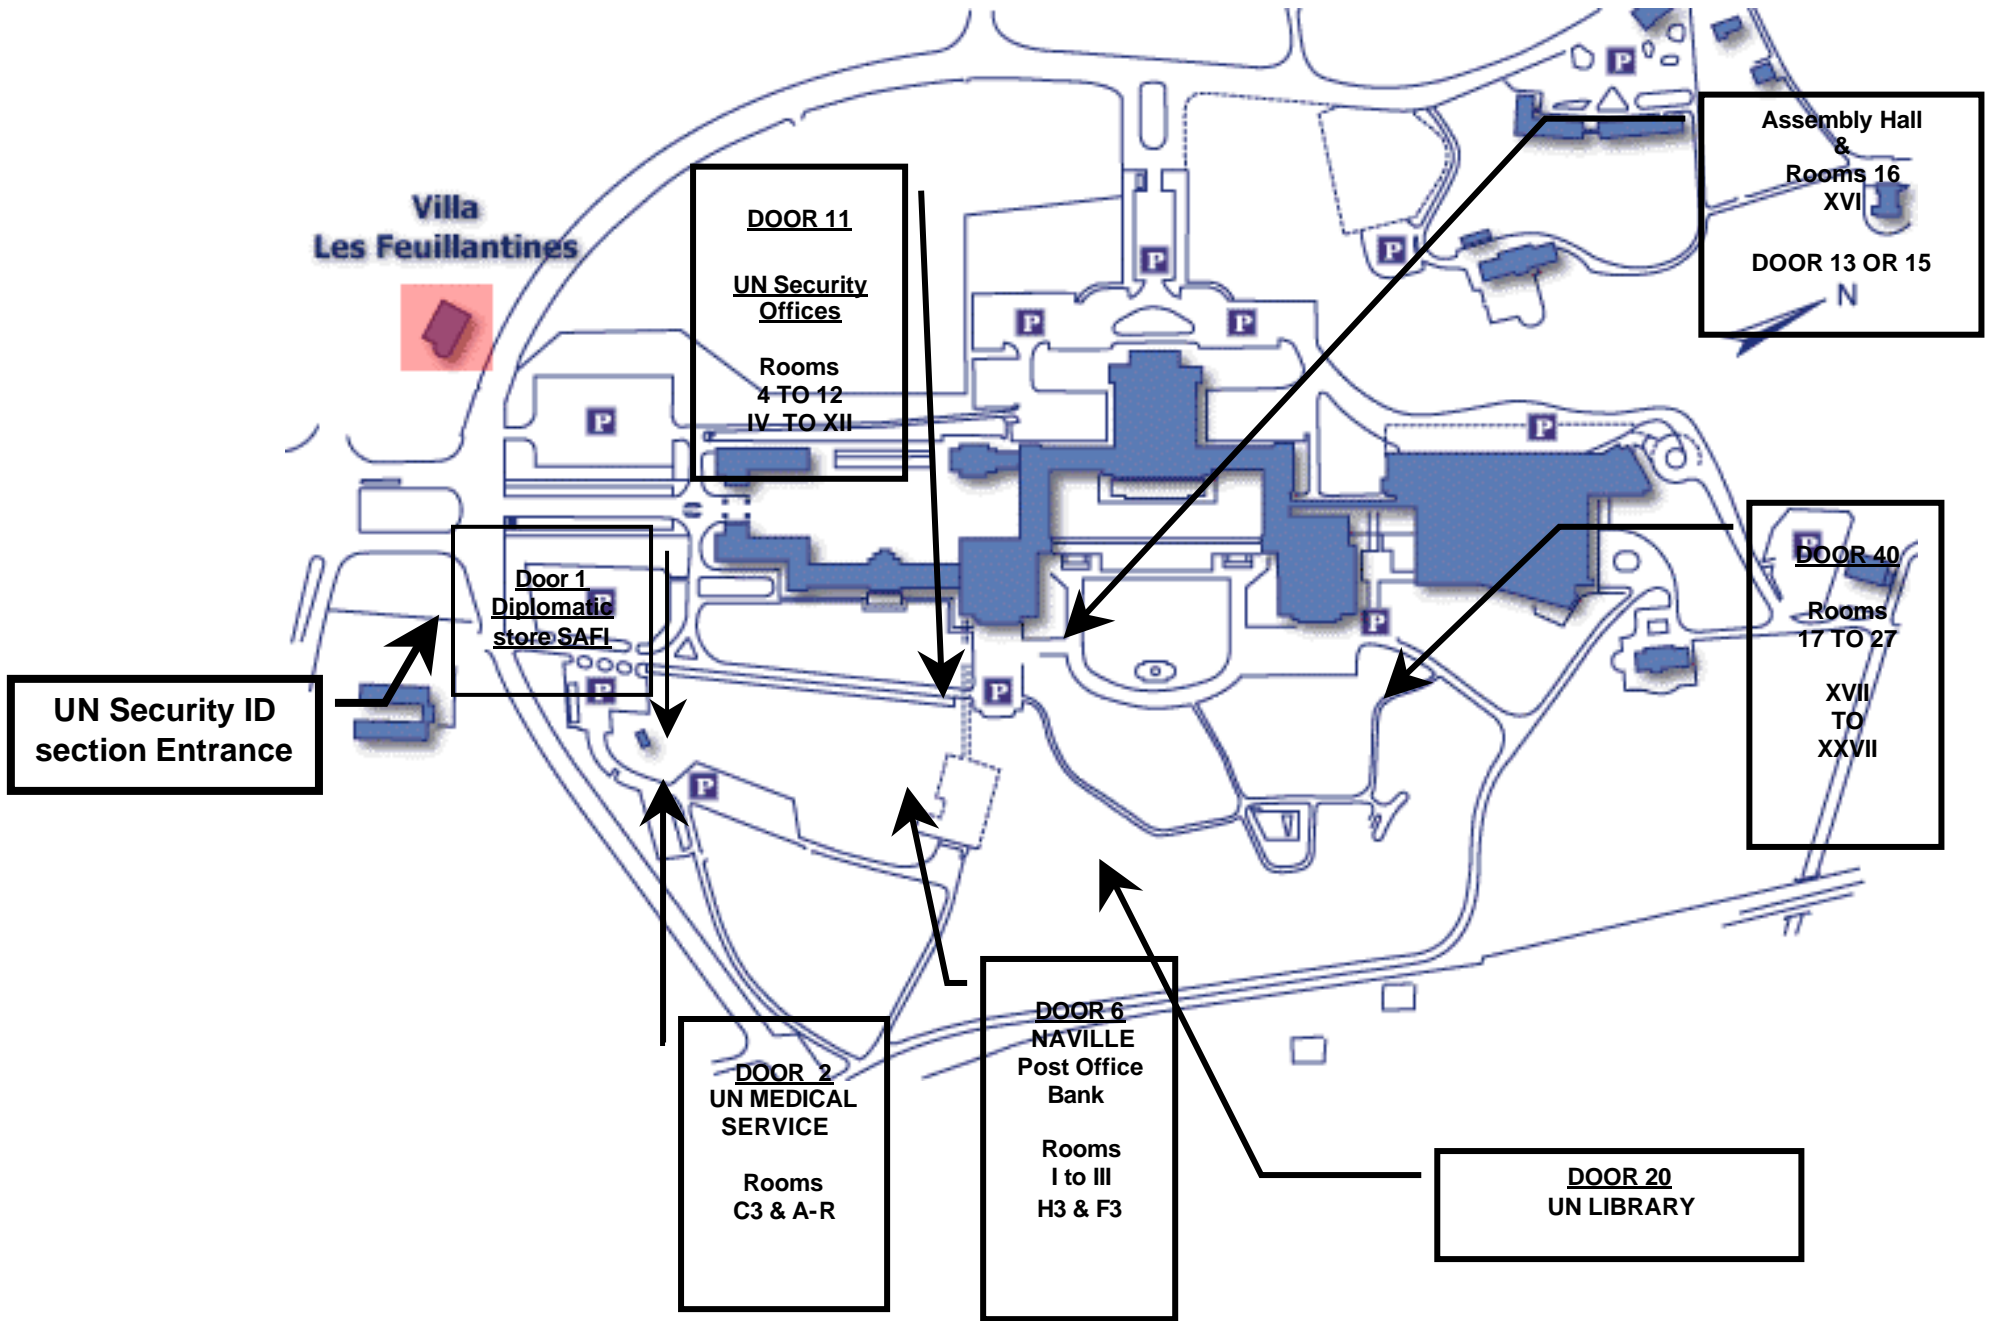 P
P
Assembly Hall
&
Rooms 16
XVI
DOOR 13 OR 15
N
Villa
Les Feuillantines
DOOR 11
UN Security
Offices
Rooms
4 TO 12
IV TO XII
P
P
P
P
P
P
DOOR 40
Rooms
17 TO 27
XVII
TO
XXVII
P
Door 1
Diplomatic
store SAFI
P
P
P
P
UN Security ID
section Entrance
P
DOOR 2
UN MEDICAL
SERVICE
Rooms
C3 & A-R
DOOR 6
NAVILLE
Post Office
Bank
Rooms
I to III
H3 & F3
DOOR 20
UN LIBRARY